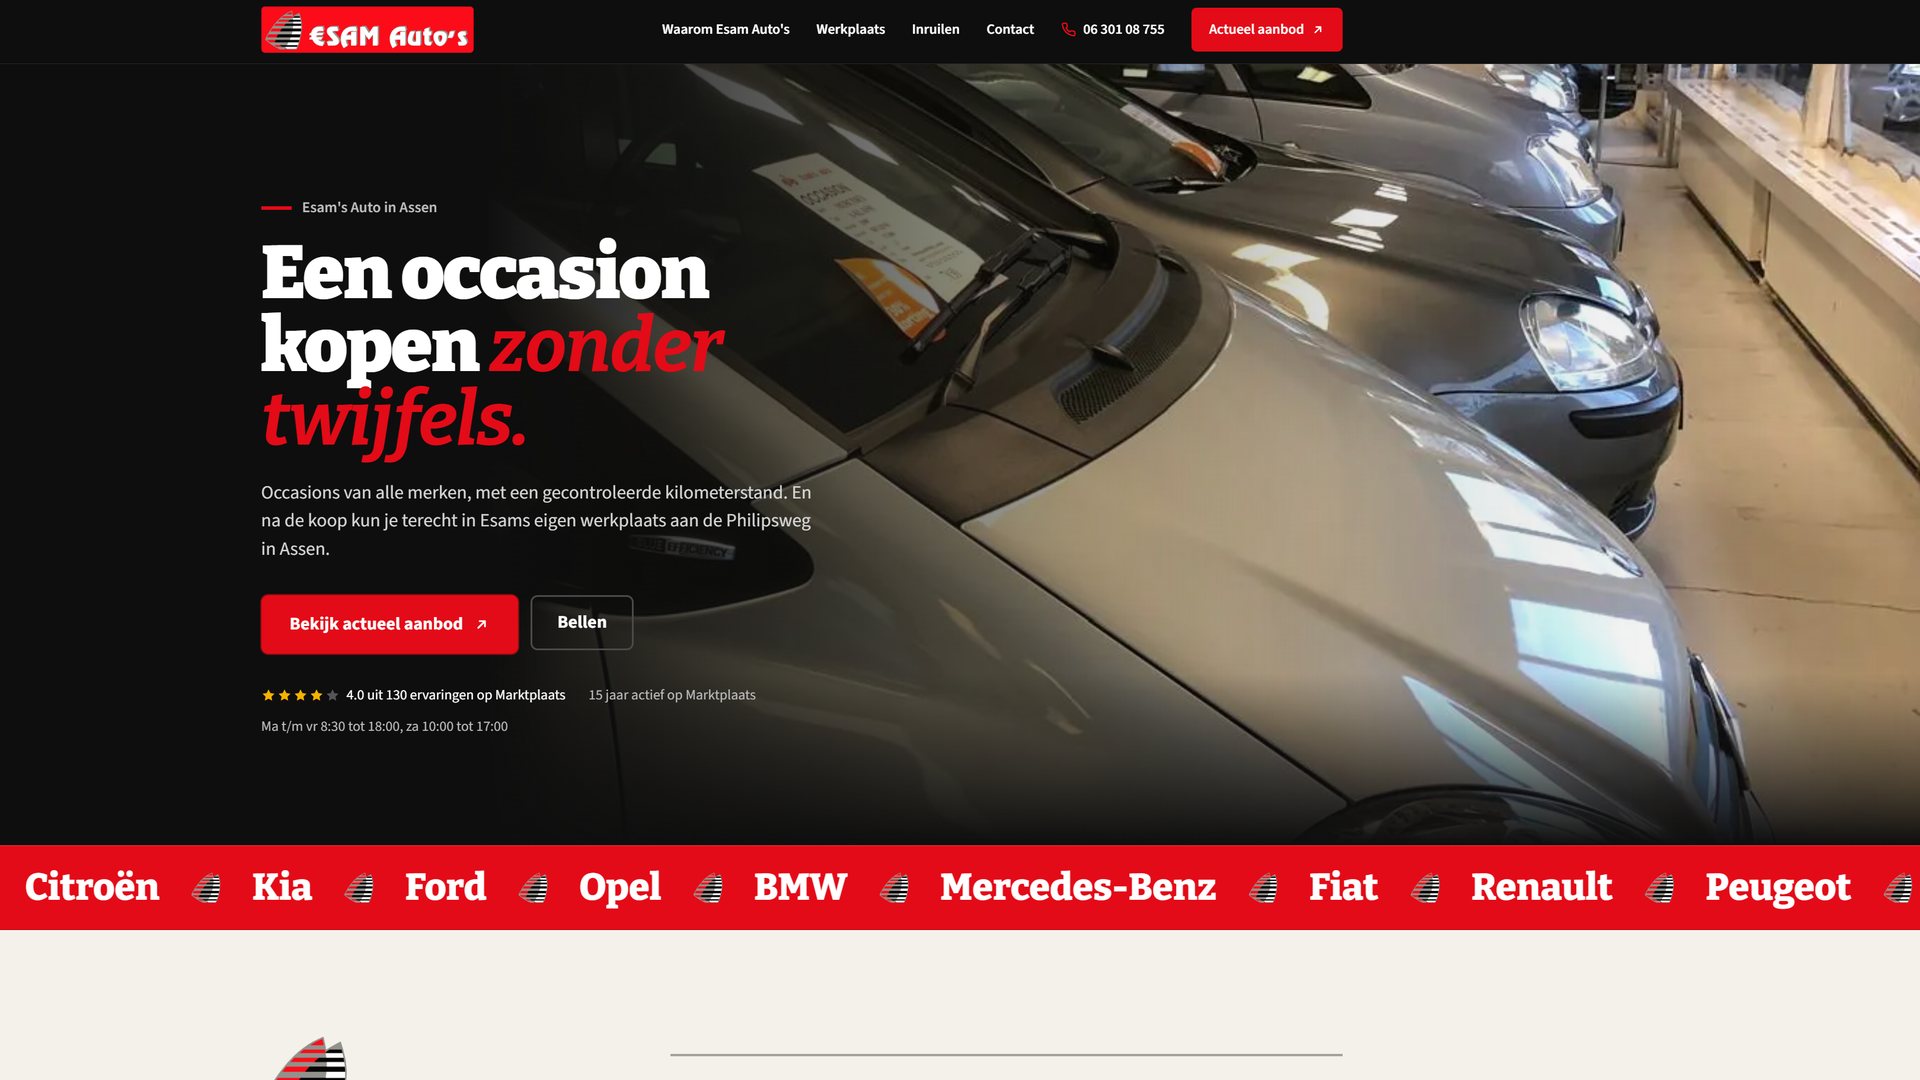 €SAM Auto's
Waarom Esam Auto's
Werkplaats
Inruilen
Contact
06 301 08 755
Actueel aanbod
Esam's Auto in Assen
Een occasion
kopen zonder
twijfels.
Occasions van alle merken, met een gecontroleerde kilometerstand. En
na de koop kun je terecht in Esams eigen werkplaats aan de Philipsweg
in Assen.
Bekijk actueel aanbod
Bellen
4.0 uit 130 ervaringen op Marktplaats
15 jaar actief op Marktplaats
Ma t/m vr 8:30 tot 18:00, za 10:00 tot 17:00
OCCASION
BLUE EFFICIENCY
Citroën
Kia
Ford
Opel
BMW
Mercedes-Benz
Fiat
Renault
Peugeot